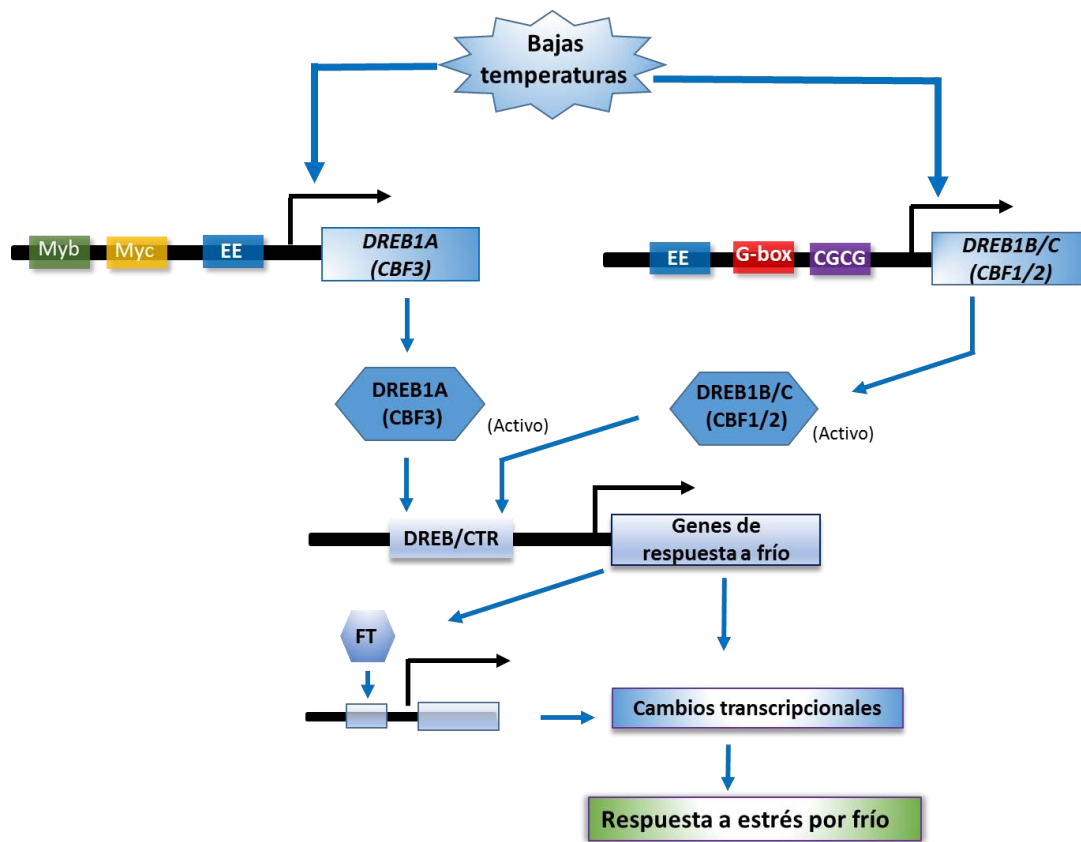 Bajas
temperaturas
Myb
Myc
EE
DREB1A
(CBF3)
EE
G-box
CGCG
DREB1B/C
(CBF1/2)
DREB1A
(CBF3)
(Activo)
DREB1B/C
(CBF1/2)
(Activo)
DREB/CTR
Genes de
respuesta a
frío
FT
Cambios transcripcionales
Respuesta a estrés por frío